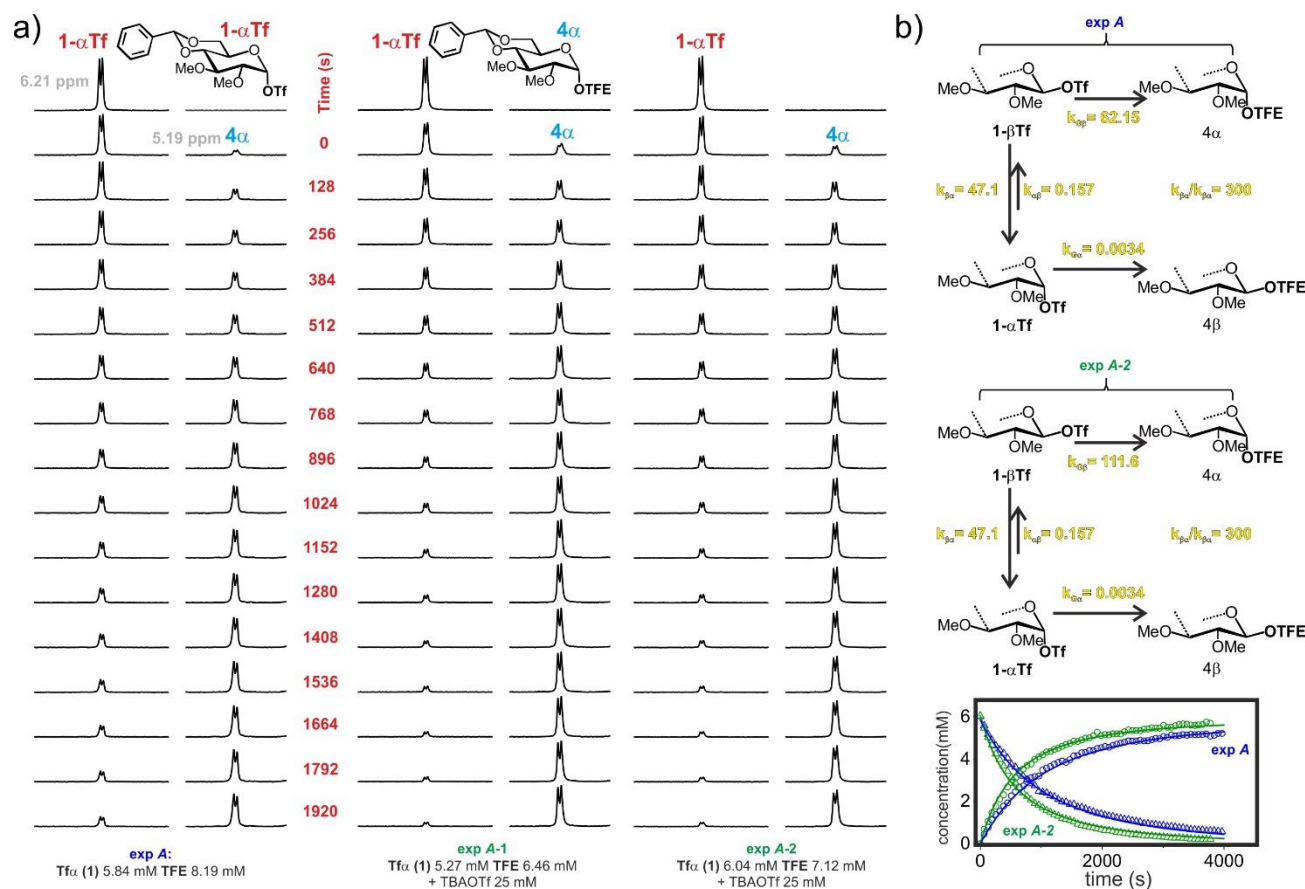 a)
1-αTf
1-αTf
4α
1-αTf
1-αTf
MeO
MeO
OTf
MeO
MeO
OTFE
O
O
O
O
O
O
6.21 ppm
5.19 ppm
4α
4α
4α
Time (s)
0
128
256
384
512
640
768
896
1024
1152
1280
1408
1536
1664
1792
1920
exp A:
Tfα (1) 5.84 mM TFE 8.19 mM
exp A-1
Tfα (1) 5.27 mM TFE 6.46 mM
+ TBAOTf 25 mM
exp A-2
Tfα (1) 6.04 mM TFE 7.12 mM
+ TBAOTf 25 mM
b)
exp A
MeO
O
OMe
OTf
1-βTf
kGβ= 62.15
MeO
O
OMe
OTFE
4α
kβα= 47.1
kαβ= 0.157
kβα/kβα= 300
MeO
O
OMe
OTf
1-αTf
kGα= 0.0034
MeO
O
OMe
OTFE
4β
exp A-2
MeO
O
OMe
OTf
1-βTf
kGβ= 111.6
MeO
O
OMe
OTFE
4α
kβα= 47.1
kαβ= 0.157
kβα/kβα= 300
MeO
O
OMe
OTf
1-αTf
kGα= 0.0034
MeO
O
OMe
OTFE
4β
concentration(mM)
6
4
2
0
exp A
exp A-2
0
2000
4000
time (s)